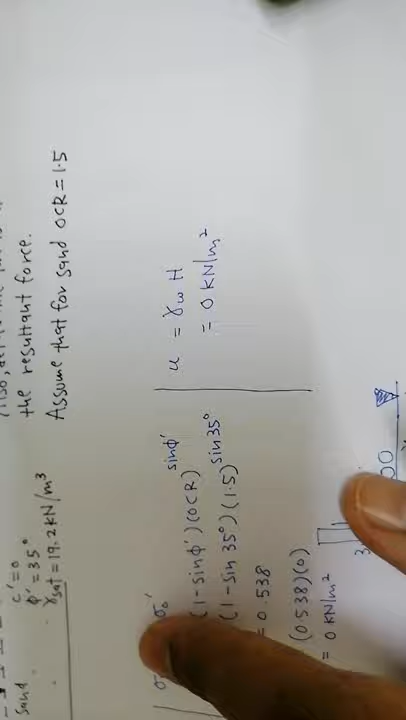 the resultant force.
Assume that for sand OCR = 1.5
sand
c' = 0
ϕ' = 35°
γsat = 19.2 KN/m³
σo'
(1 - sin ϕ')(OCR)^sin ϕ'
(1 - sin 35°)(1.5)^sin 35°
= 0.538
(0.538)(0)
= 0 KN/m²
u = γw H
= 0 KN/m²